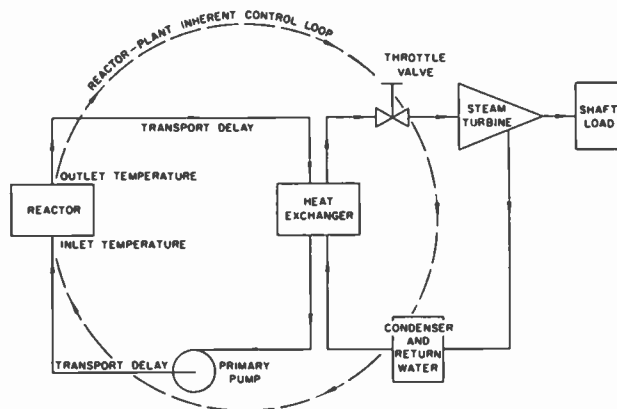 REACTOR-PLANT INHERENT CONTROL LOOP
THROTTLE
VALVE
STEAM
TURBINE
SHAFT
LOAD
TRANSPORT DELAY
OUTLET TEMPERATURE
REACTOR
HEAT
EXCHANGER
INLET TEMPERATURE
CONDENSER
AND
RETURN
WATER
TRANSPORT DELAY
PRIMARY
PUMP